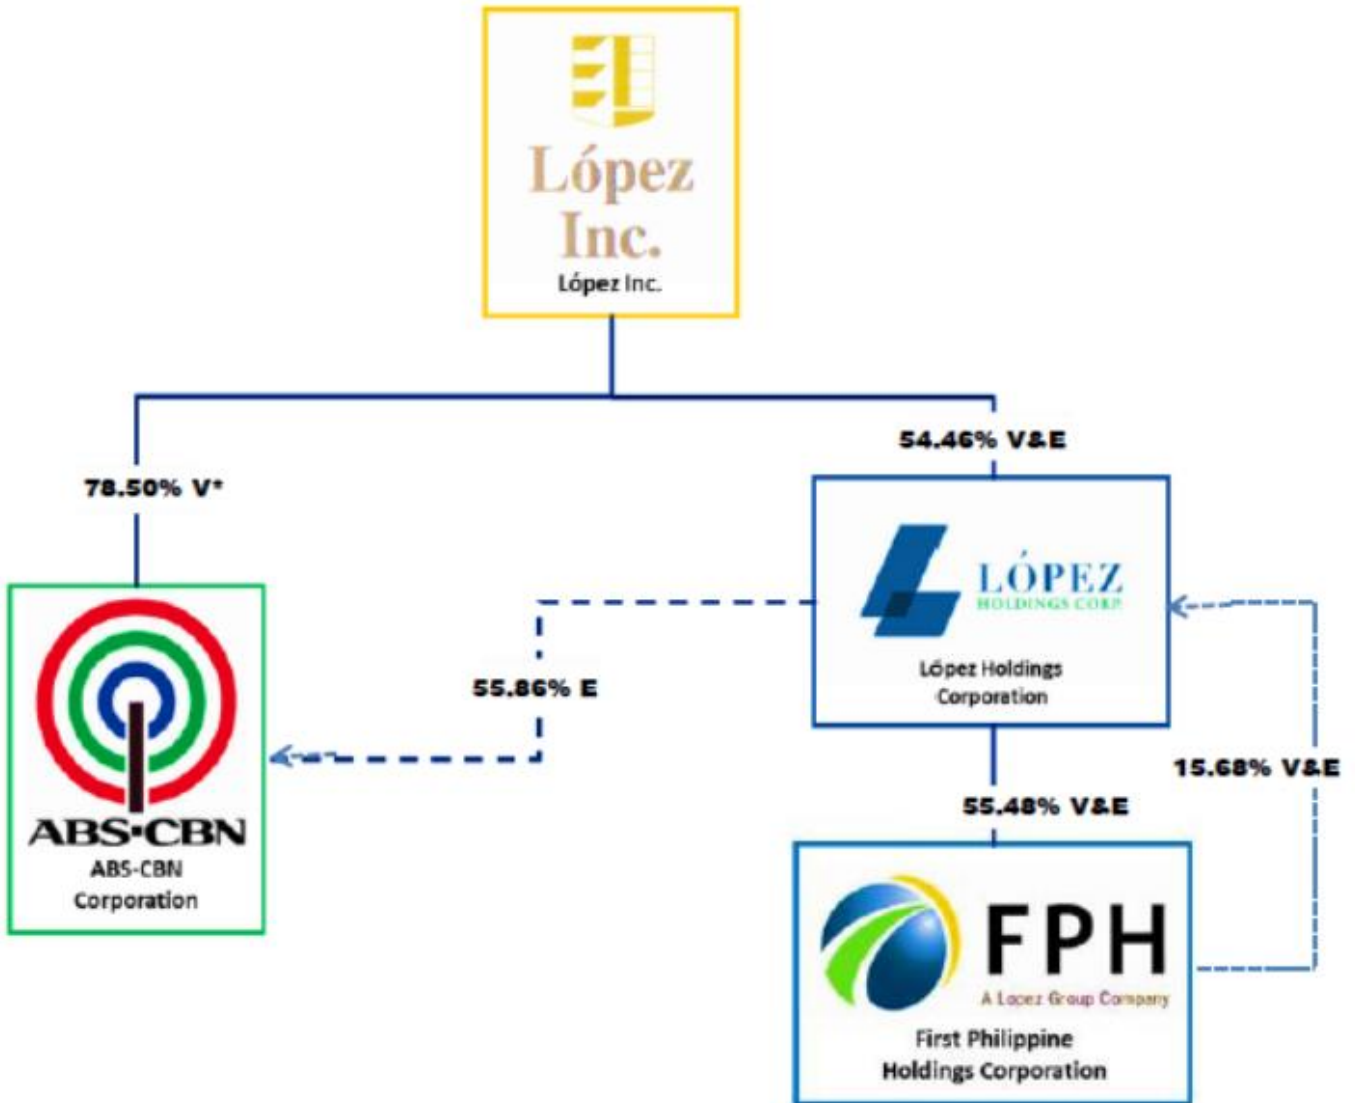 López
Inc.
López Inc.
54.46% V&E
78.50% V*
LÓPEZ
HOLDINGS CORP.
López Holdings
Corporation
55.86% E
15.68% V&E
55.48% V&E
ABS-CBN
ABS-CBN
Corporation
FPH
A Lopez Group Company
First Philippine
Holdings Corporation